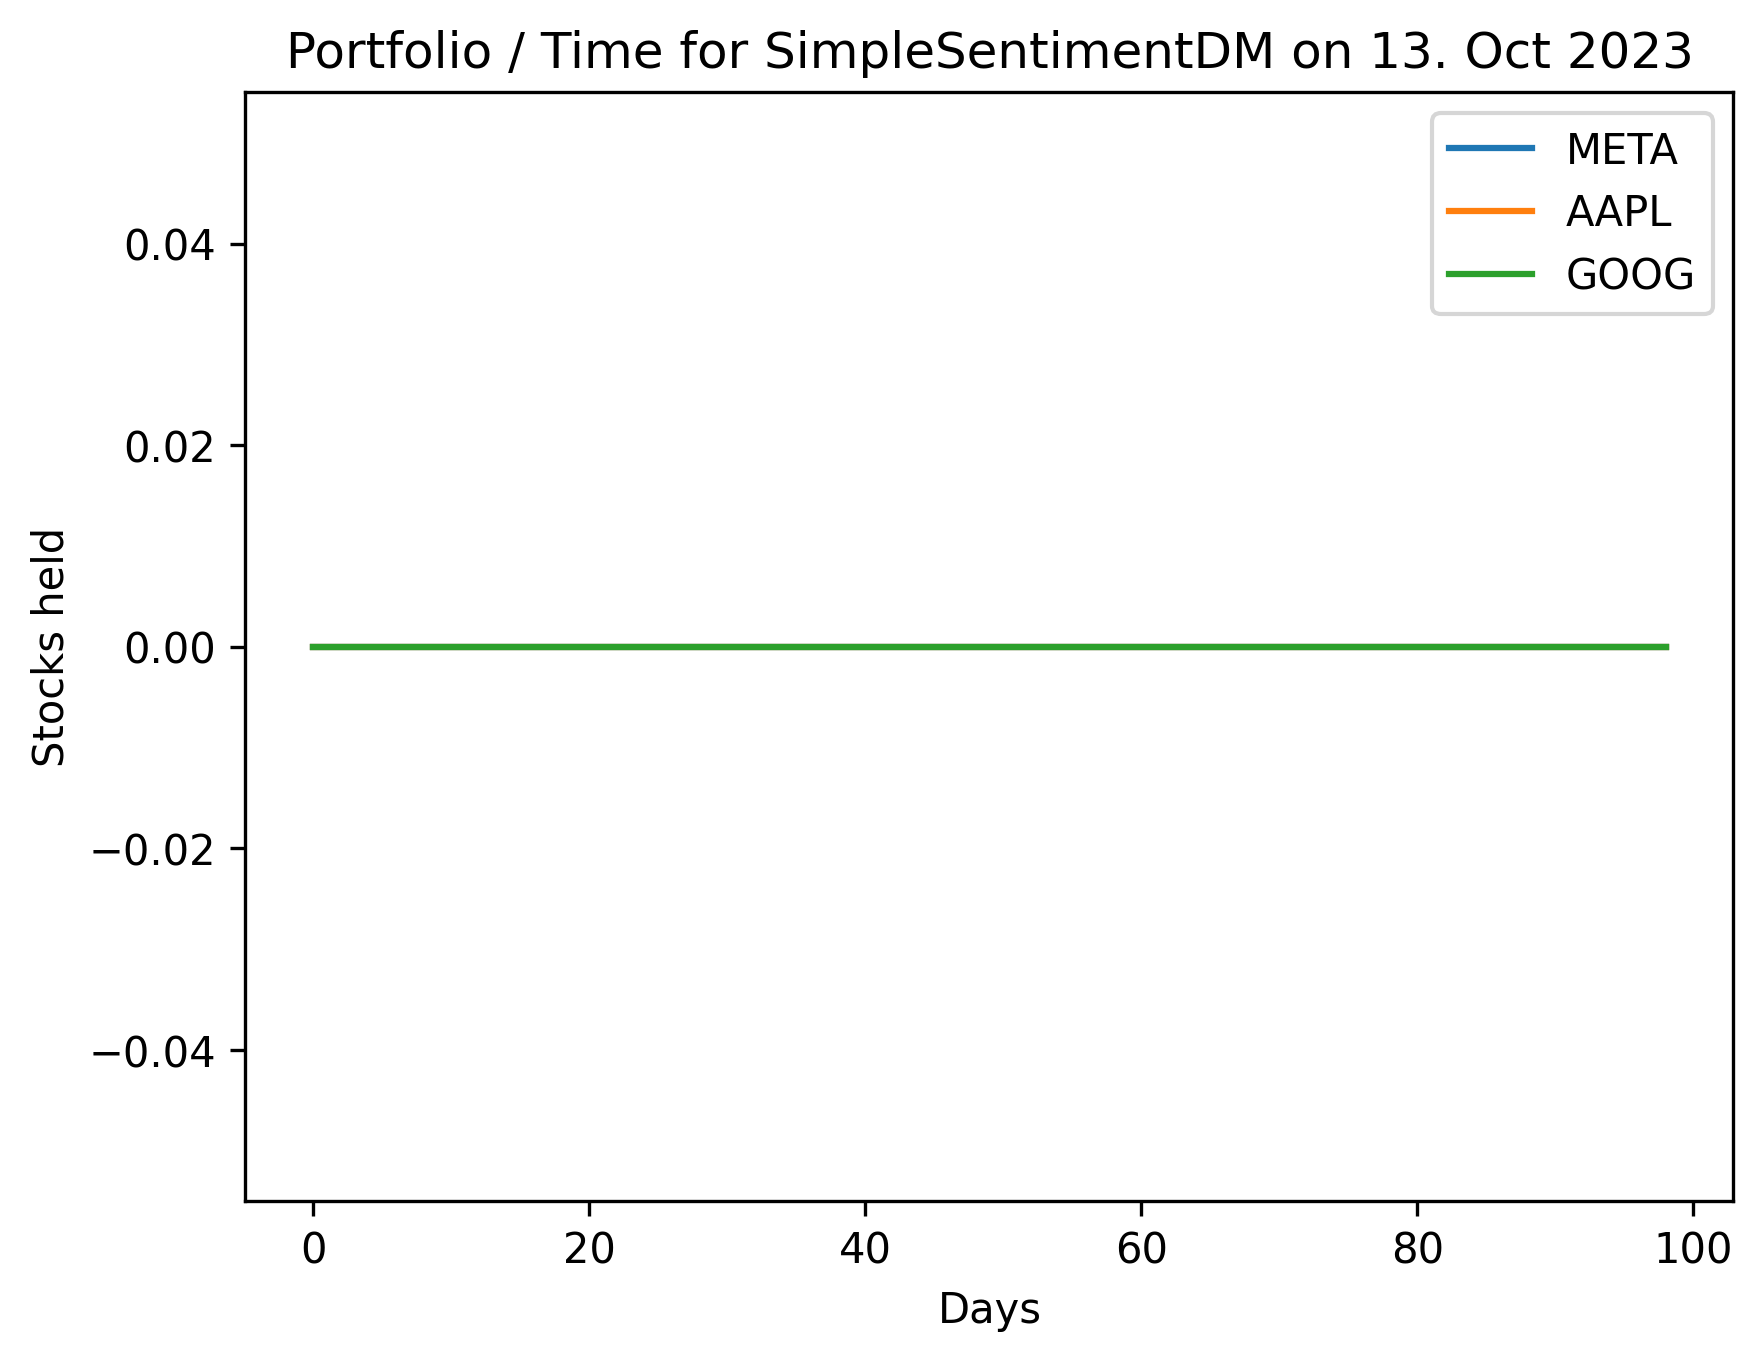 Portfolio / Time for SimpleSentimentDM on 13. Oct 2023
META
AAPL
GOOG
0.04
0.02
0.00
−0.02
−0.04
Stocks held
0 20 40 60 80 100
Days